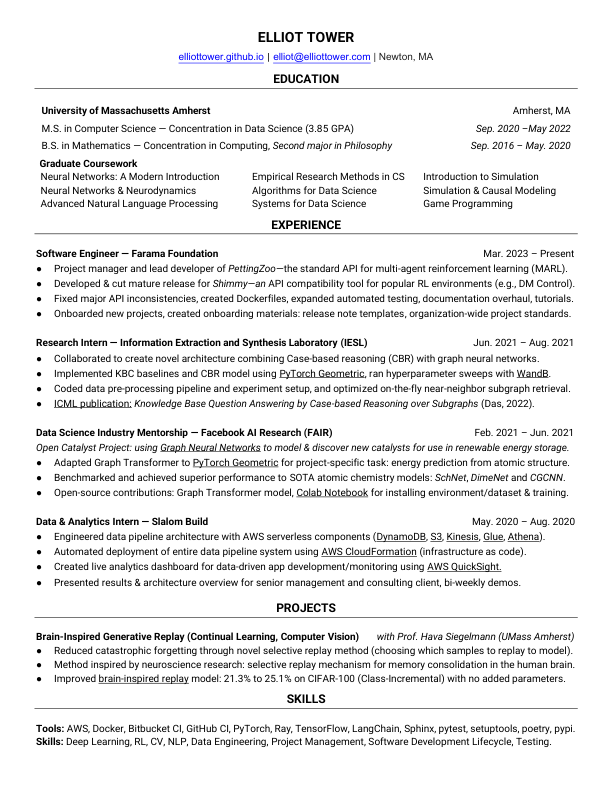 ELLIOT TOWER
elliottower.github.io | elliot@elliottower.com | Newton, MA
EDUCATION
University of Massachusetts Amherst Amherst, MA
M.S. in Computer Science — Concentration in Data Science (3.85 GPA) Sep. 2020 –May 2022
B.S. in Mathematics — Concentration in Computing, Second major in Philosophy Sep. 2016 – May. 2020
Graduate Coursework
Neural Networks: A Modern Introduction Empirical Research Methods in CS Introduction to Simulation
Neural Networks & Neurodynamics Algorithms for Data Science Simulation & Causal Modeling
Advanced Natural Language Processing Systems for Data Science Game Programming
EXPERIENCE
Software Engineer — Farama Foundation Mar. 2023 – Present
● Project manager and lead developer of PettingZoo—the standard API for multi-agent reinforcement learning (MARL).
● Developed & cut mature release for Shimmy—an API compatibility tool for popular RL environments (e.g., DM Control).
● Fixed major API inconsistencies, created Dockerfiles, expanded automated testing, documentation overhaul, tutorials.
● Onboarded new projects, created onboarding materials: release note templates, organization-wide project standards.
Research Intern — Information Extraction and Synthesis Laboratory (IESL) Jun. 2021 – Aug. 2021
● Collaborated to create novel architecture combining Case-based reasoning (CBR) with graph neural networks.
● Implemented KBC baselines and CBR model using PyTorch Geometric, ran hyperparameter sweeps with WandB.
● Coded data pre-processing pipeline and experiment setup, and optimized on-the-fly near-neighbor subgraph retrieval.
● ICML publication: Knowledge Base Question Answering by Case-based Reasoning over Subgraphs (Das, 2022).
Data Science Industry Mentorship — Facebook AI Research (FAIR) Feb. 2021 – Jun. 2021
Open Catalyst Project: using Graph Neural Networks to model & discover new catalysts for use in renewable energy storage.
● Adapted Graph Transformer to PyTorch Geometric for project-specific task: energy prediction from atomic structure.
● Benchmarked and achieved superior performance to SOTA atomic chemistry models: SchNet, DimeNet and CGCNN.
● Open-source contributions: Graph Transformer model, Colab Notebook for installing environment/dataset & training.
Data & Analytics Intern — Slalom Build May. 2020 – Aug. 2020
● Engineered data pipeline architecture with AWS serverless components (DynamoDB, S3, Kinesis, Glue, Athena).
● Automated deployment of entire data pipeline system using AWS CloudFormation (infrastructure as code).
● Created live analytics dashboard for data-driven app development/monitoring using AWS QuickSight.
● Presented results & architecture overview for senior management and consulting client, bi-weekly demos.
PROJECTS
Brain-Inspired Generative Replay (Continual Learning, Computer Vision) with Prof. Hava Siegelmann (UMass Amherst)
● Reduced catastrophic forgetting through novel selective replay method (choosing which samples to replay to model).
● Method inspired by neuroscience research: selective replay mechanism for memory consolidation in the human brain.
● Improved brain-inspired replay model: 21.3% to 25.1% on CIFAR-100 (Class-Incremental) with no added parameters.
SKILLS
Tools: AWS, Docker, Bitbucket CI, GitHub CI, PyTorch, Ray, TensorFlow, LangChain, Sphinx, pytest, setuptools, poetry, pypi.
Skills: Deep Learning, RL, CV, NLP, Data Engineering, Project Management, Software Development Lifecycle, Testing.